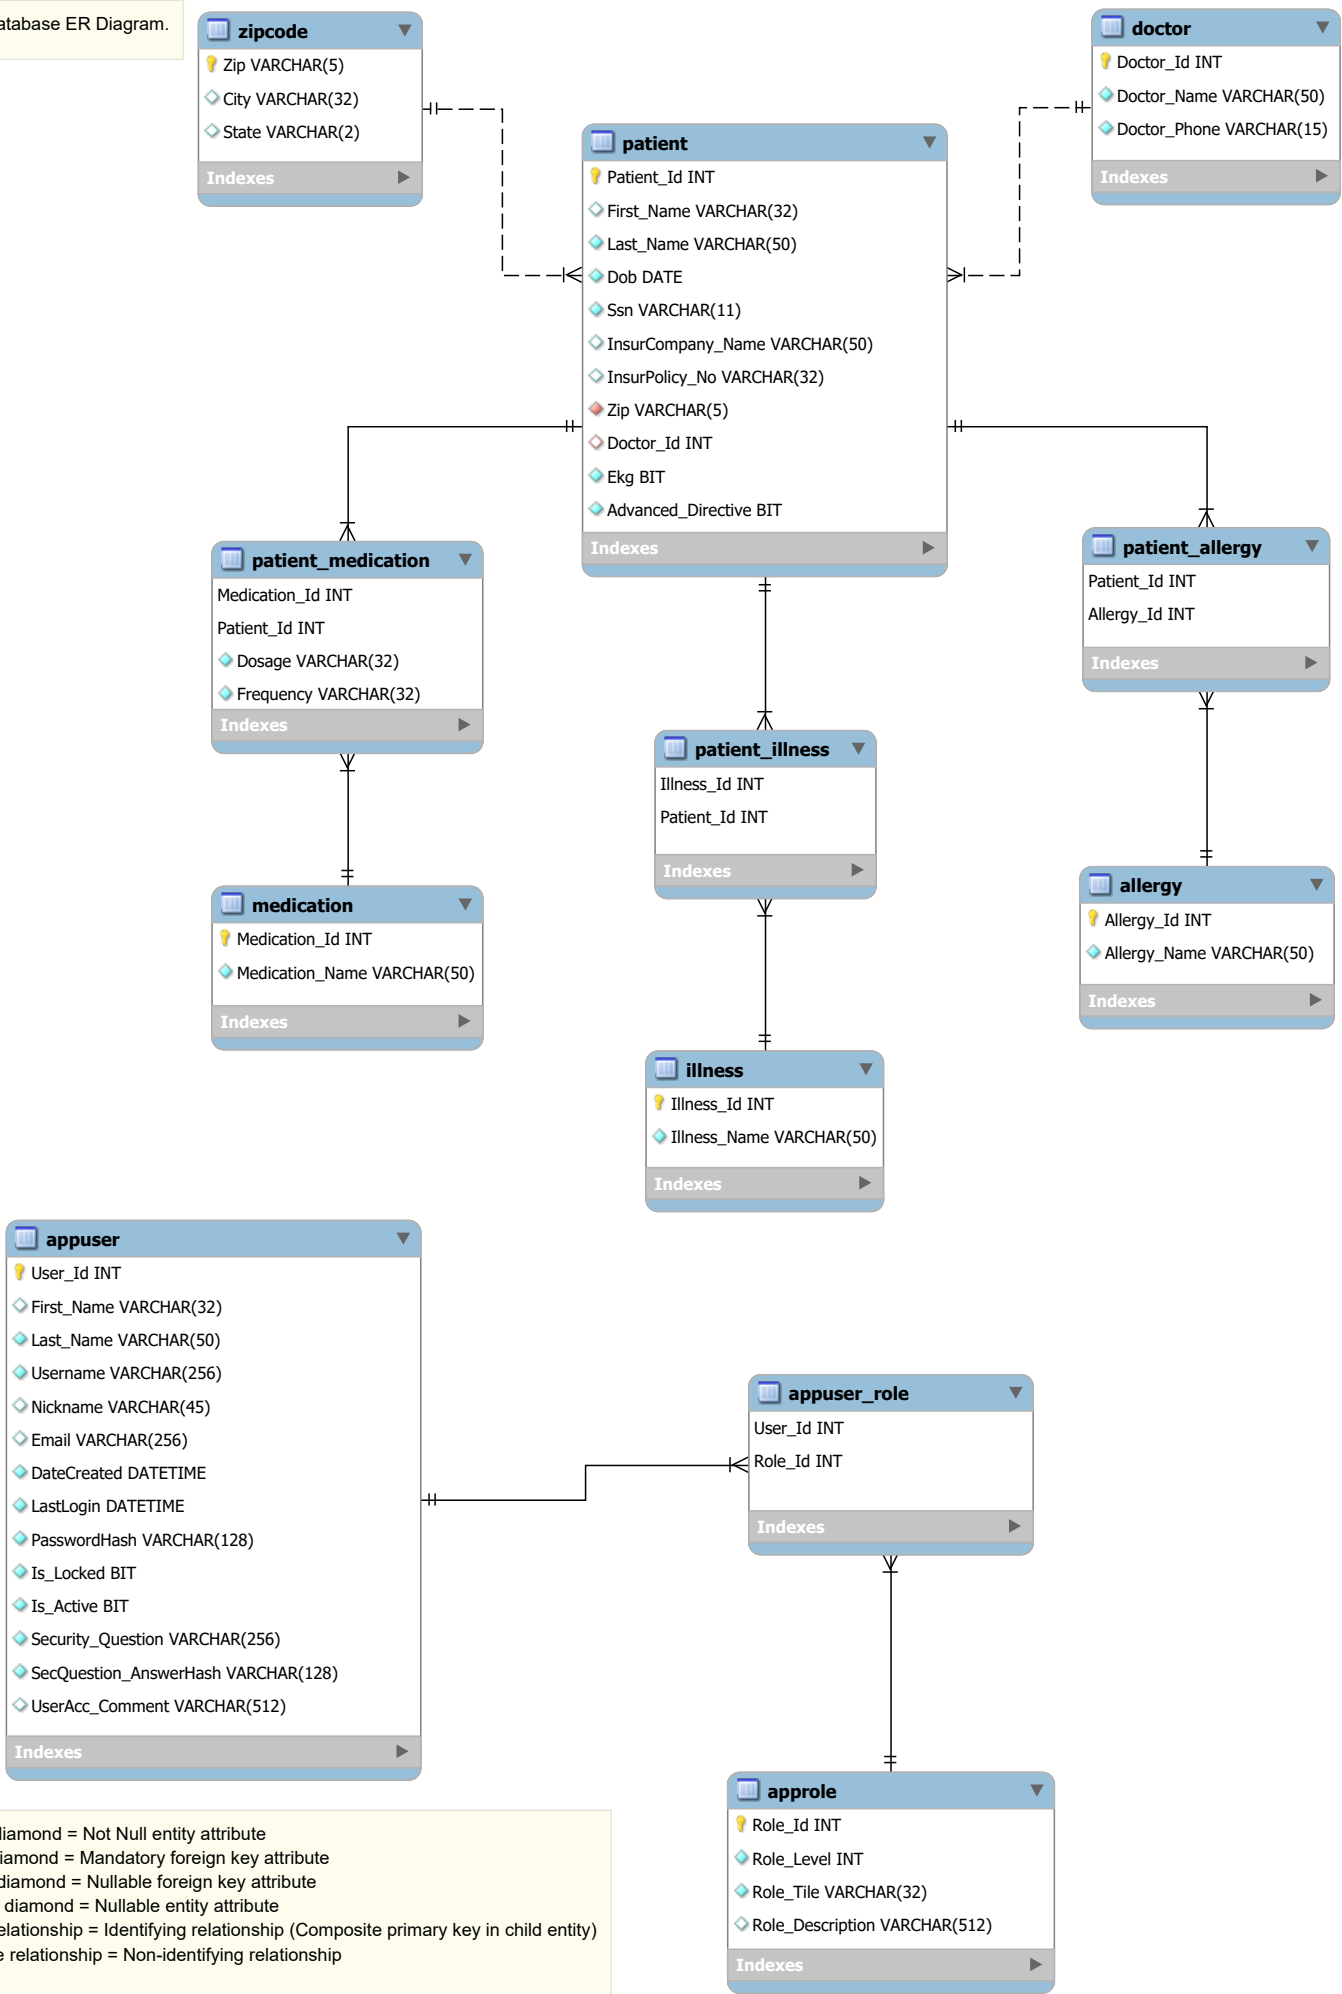 atabase ER Diagram.
zipcode
Zip VARCHAR(5)
City VARCHAR(32)
State VARCHAR(2)
Indexes
doctor
Doctor_Id INT
Doctor_Name VARCHAR(50)
Doctor_Phone VARCHAR(15)
Indexes
patient
Patient_Id INT
First_Name VARCHAR(32)
Last_Name VARCHAR(50)
Dob DATE
Ssn VARCHAR(11)
InsurCompany_Name VARCHAR(50)
InsurPolicy_No VARCHAR(32)
Zip VARCHAR(5)
Doctor_Id INT
Ekg BIT
Advanced_Directive BIT
Indexes
patient_medication
Medication_Id INT
Patient_Id INT
Dosage VARCHAR(32)
Frequency VARCHAR(32)
Indexes
patient_allergy
Patient_Id INT
Allergy_Id INT
Indexes
patient_illness
Illness_Id INT
Patient_Id INT
Indexes
medication
Medication_Id INT
Medication_Name VARCHAR(50)
Indexes
allergy
Allergy_Id INT
Allergy_Name VARCHAR(50)
Indexes
illness
Illness_Id INT
Illness_Name VARCHAR(50)
Indexes
appuser
User_Id INT
First_Name VARCHAR(32)
Last_Name VARCHAR(50)
Username VARCHAR(256)
Nickname VARCHAR(45)
Email VARCHAR(256)
DateCreated DATETIME
LastLogin DATETIME
PasswordHash VARCHAR(128)
Is_Locked BIT
Is_Active BIT
Security_Question VARCHAR(256)
SecQuestion_AnswerHash VARCHAR(128)
UserAcc_Comment VARCHAR(512)
Indexes
appuser_role
User_Id INT
Role_Id INT
Indexes
approle
Role_Id INT
Role_Level INT
Role_Tile VARCHAR(32)
Role_Description VARCHAR(512)
Indexes
diamond = Not Null entity attribute
iamond = Mandatory foreign key attribute
diamond = Nullable foreign key attribute
diamond = Nullable entity attribute
elationship = Identifying relationship (Composite primary key in child entity)
e relationship = Non-identifying relationship